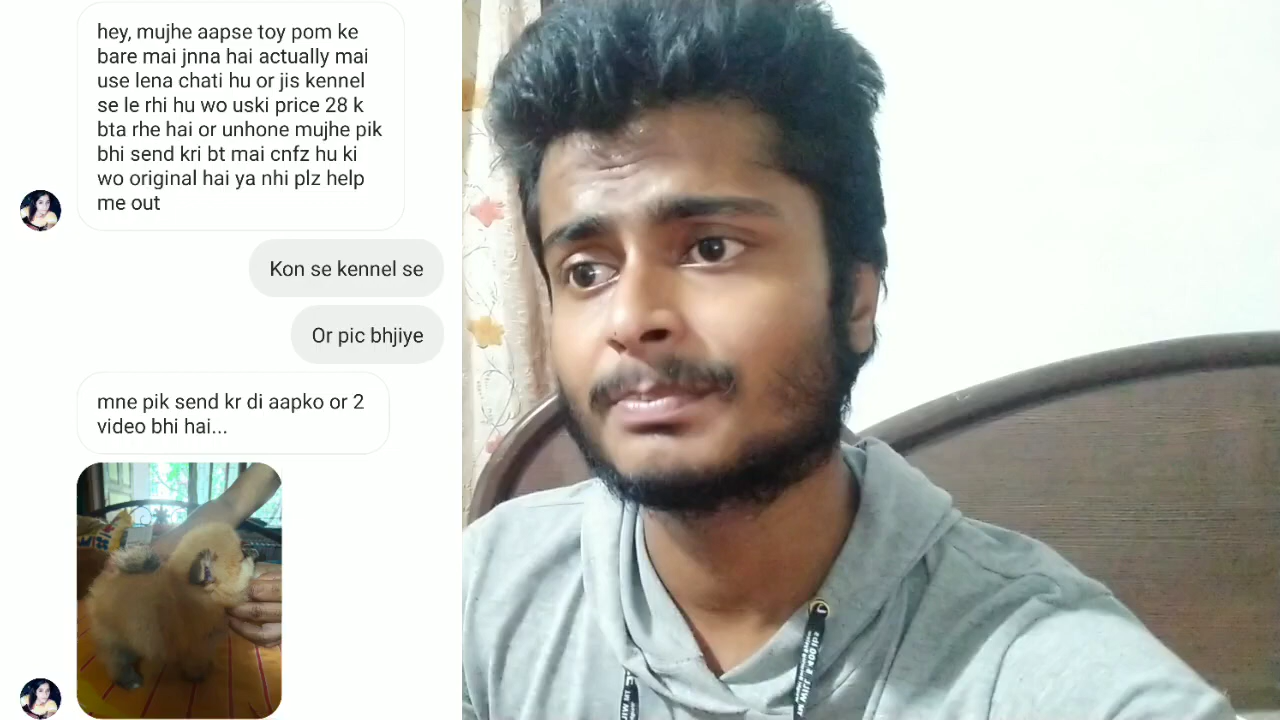 hey, mujhe aapse toy pom ke
bare mai jnna hai actually mai
use lena chati hu or jis kennel
se le rhi hu wo uski price 28 k
bta rhe hai or unhone mujhe pik
bhi send kri bt mai cnfz hu ki
wo original hai ya nhi plz help
me out
Kon se kennel se
Or pic bhjiye
mne pik send kr di aapko or 2
video bhi hai...